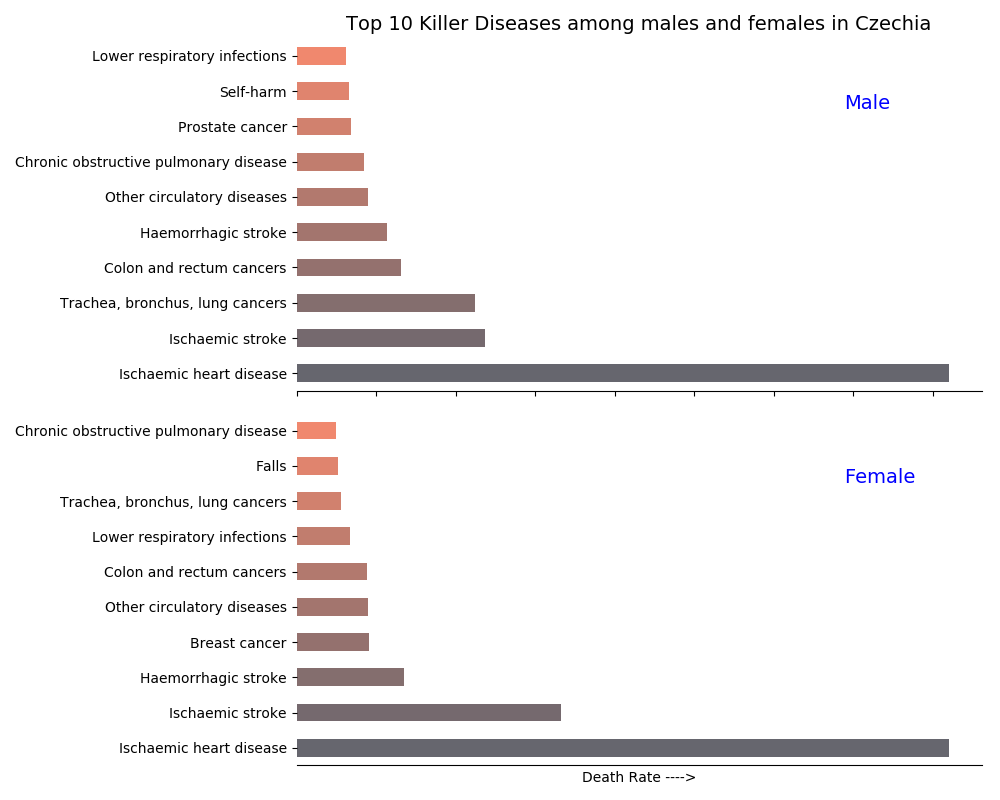 Top 10 Killer Diseases among males and females in Czechia
Lower respiratory infections
Self-harm
Male
Prostate cancer
Chronic obstructive pulmonary disease
Other circulatory diseases
Haemorrhagic stroke
Colon and rectum cancers
Trachea, bronchus, lung cancers
Ischaemic stroke
Ischaemic heart disease
Chronic obstructive pulmonary disease
Falls
Female
Trachea, bronchus, lung cancers
Lower respiratory infections
Colon and rectum cancers
Other circulatory diseases
Breast cancer
Haemorrhagic stroke
Ischaemic stroke
Ischaemic heart disease
Death Rate ---->